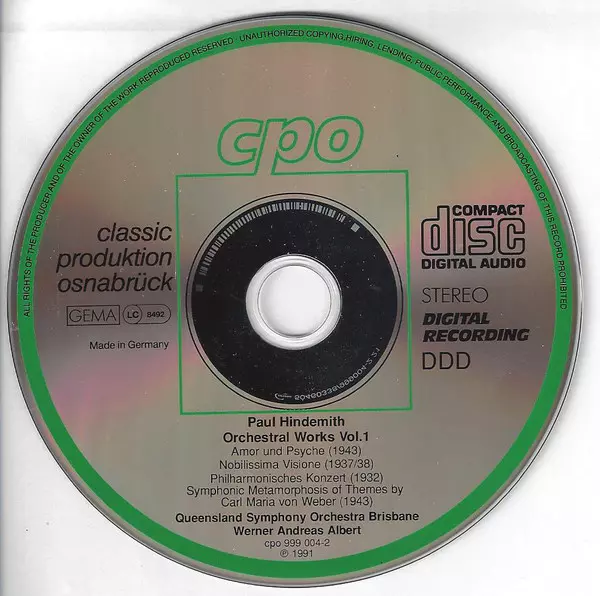 ALL RIGHTS OF THE PRODUCER AND OF THE OWNER OF THE WORK REPRODUCED RESERVED · UNAUTHORIZED COPYING, HIRING, LENDING, PUBLIC PERFORMANCE AND BROADCASTING OF THIS RECORD PROHIBITED
cpo
classic
produktion
osnabrück
GEMA LC 8492
Made in Germany
COMPACT
disc
DIGITAL AUDIO
STEREO
DIGITAL
RECORDING
DDD
Paul Hindemith
Orchestral Works Vol.1
Amor und Psyche (1943)
Nobilissima Visione (1937/38)
Philharmonisches Konzert (1932)
Symphonic Metamorphosis of Themes by
Carl Maria von Weber (1943)
Queensland Symphony Orchestra Brisbane
Werner Andreas Albert
cpo 999 004-2
℗ 1991